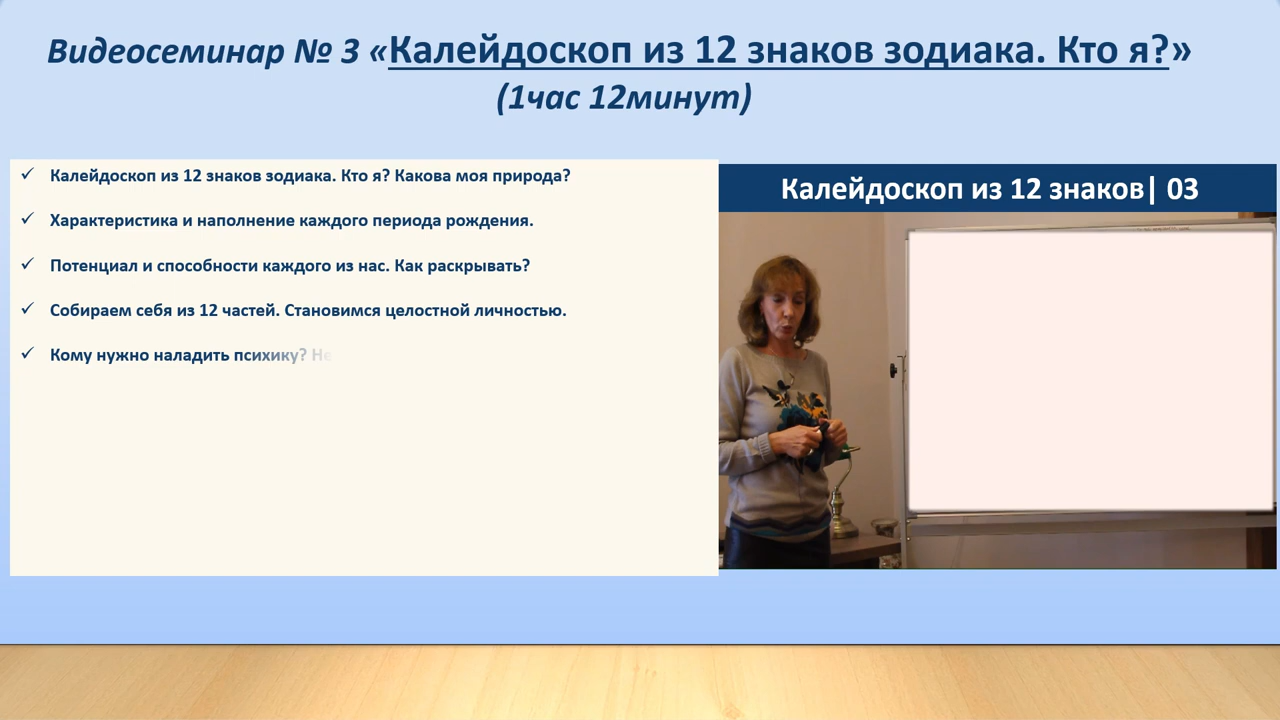 Видеосеминар № 3 «Калейдоскоп из 12 знаков зодиака. Кто я?»
(1час 12минут)
✓ Калейдоскоп из 12 знаков зодиака. Кто я? Какова моя природа?
✓ Характеристика и наполнение каждого периода рождения.
✓ Потенциал и способности каждого из нас. Как раскрывать?
✓ Собираем себя из 12 частей. Становимся целостной личностью.
✓ Кому нужно наладить психику? Не
Калейдоскоп из 12 знаков| 03